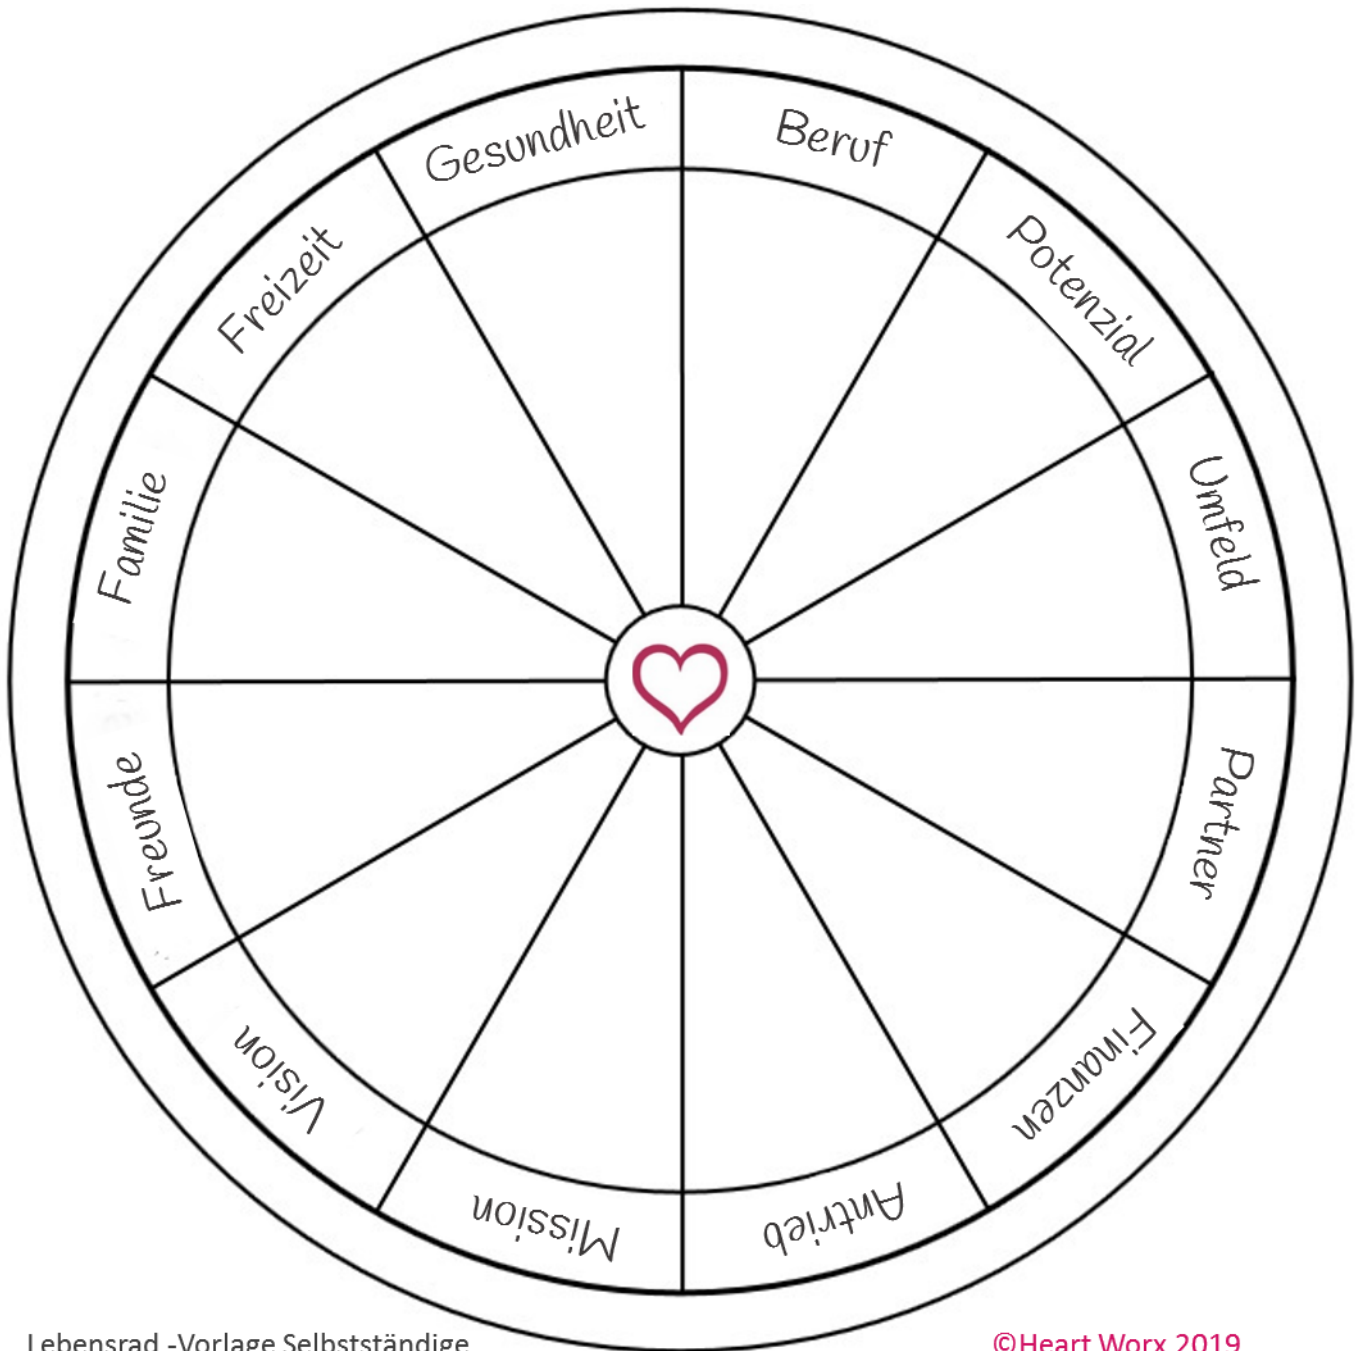 Gesundheit
Beruf
Potenzial
Umfeld
Partner
Finanzen
Antrieb
Mission
Vision
Freunde
Familie
Freizeit
Lebensrad -Vorlage Selbstständige
©Heart Worx 2019